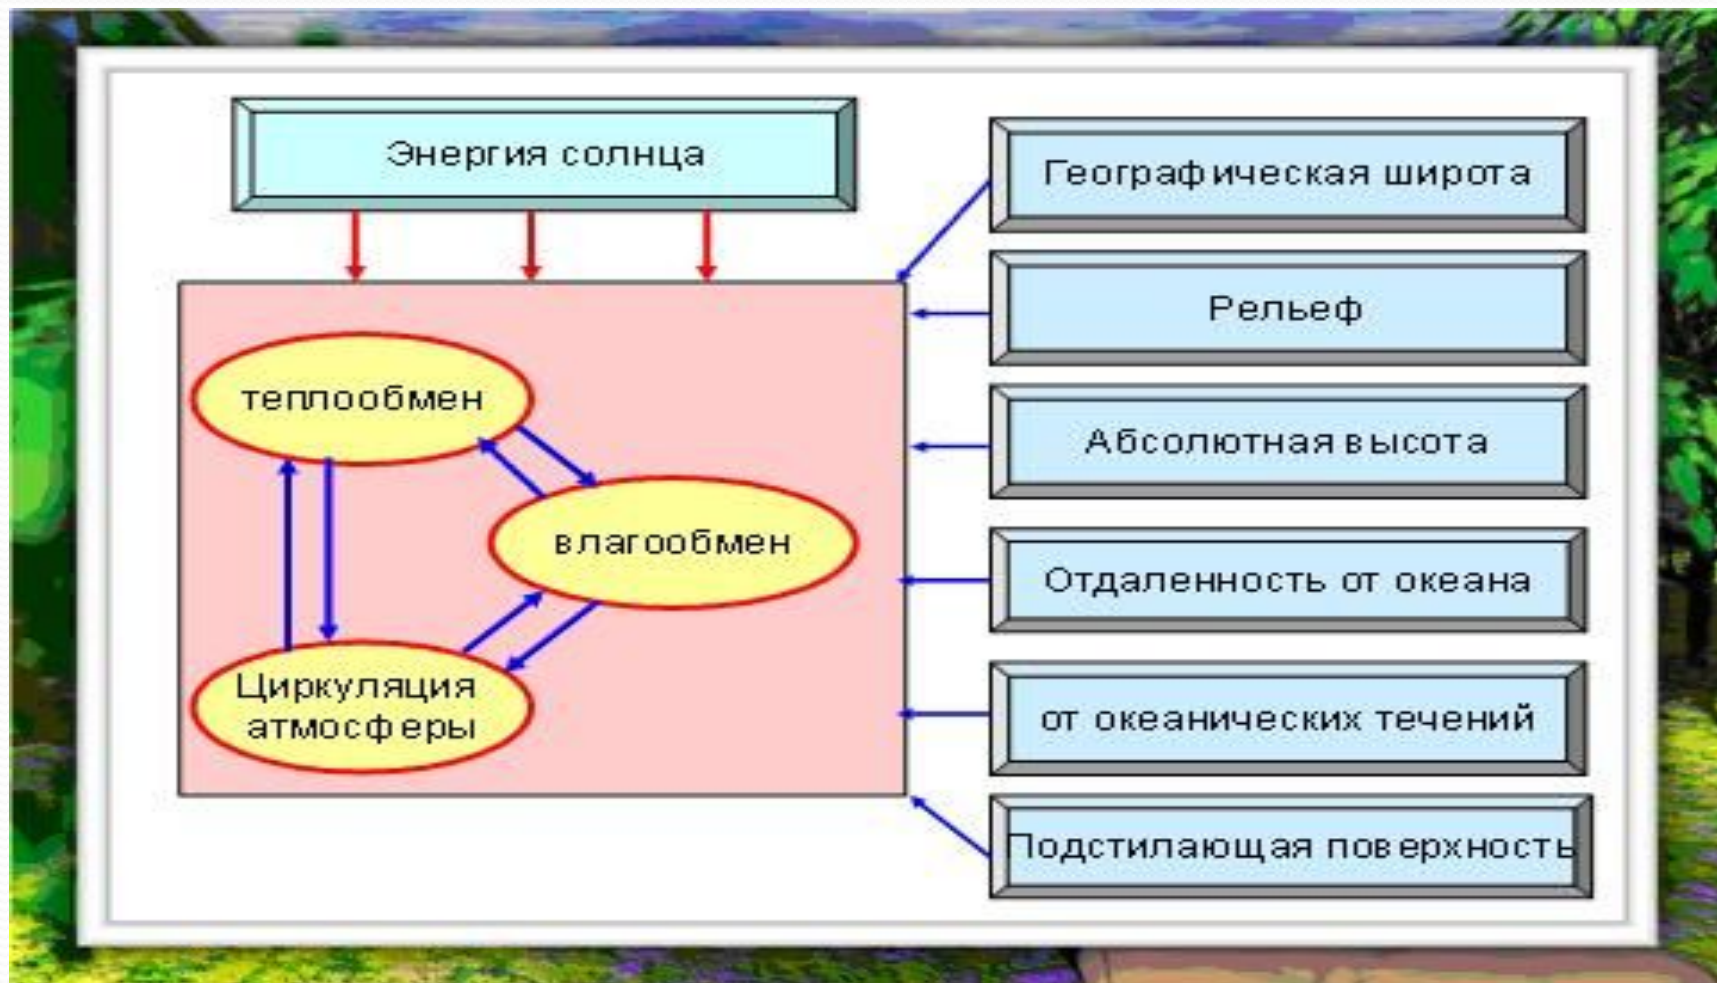 Энергия солнца
теплообмен
влагообмен
Циркуляция
атмосферы
Географическая широта
Рельеф
Абсолютная высота
Отдаленность от океана
от океанических течений
Подстилающая поверхность